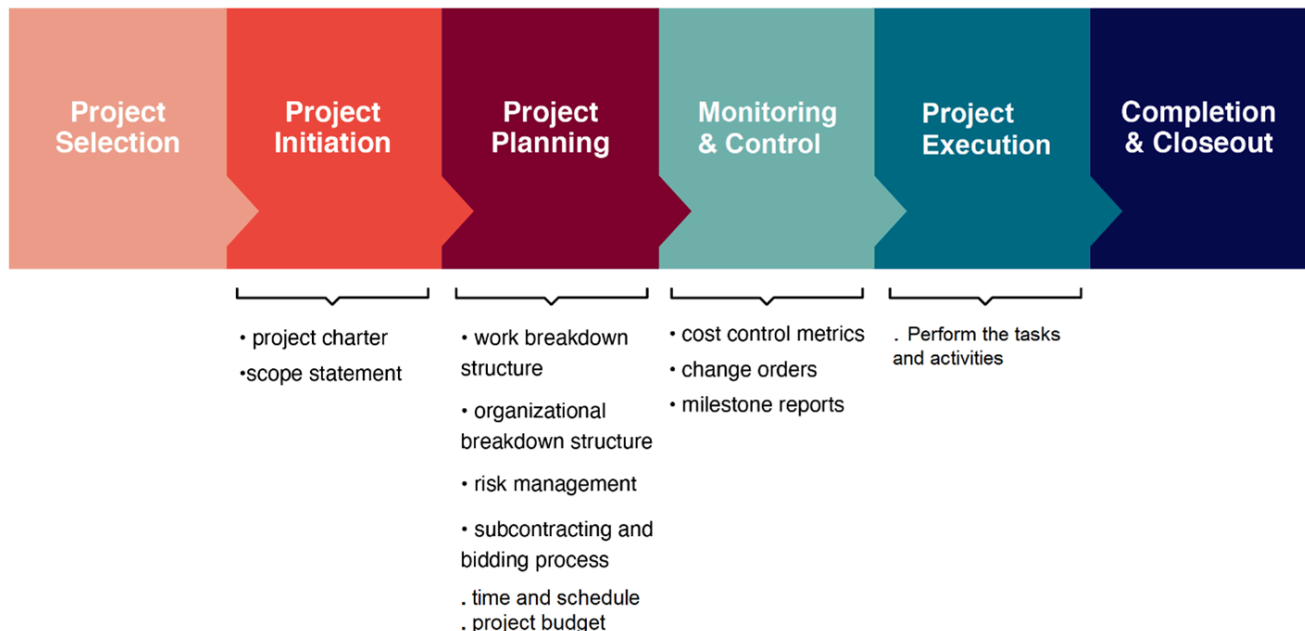 Project
Selection
Project
Initiation
Project
Planning
Monitoring
& Control
Project
Execution
Completion
& Closeout
• project charter
•scope statement
• work breakdown
structure
• organizational
breakdown structure
• risk management
• subcontracting and
bidding process
. time and schedule
. project budget
• cost control metrics
• change orders
• milestone reports
. Perform the tasks
and activities